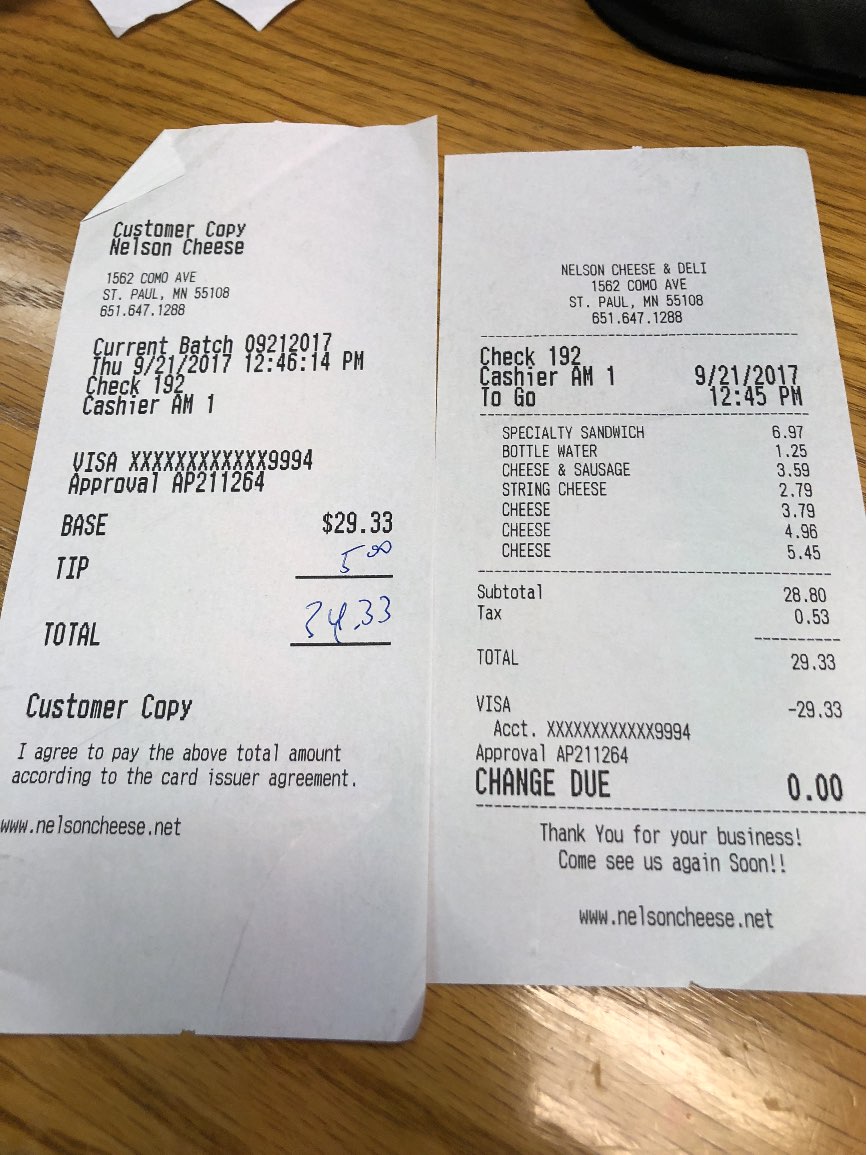 Customer Copy
Nelson Cheese
1562 COMO AVE
ST. PAUL, MN 55108
651.647.1288
Current Batch 09212017
Thu 9/21/2017 12:46:14 PM
Check 192
Cashier AM 1
VISA XXXXXXXXXXXX9994
Approval AP211264
BASE $29.33
TIP 5.00
TOTAL 34.33
Customer Copy
I agree to pay the above total amount
according to the card issuer agreement.
www.nelsoncheese.net
NELSON CHEESE & DELI
1562 COMO AVE
ST. PAUL, MN 55108
651.647.1288
Check 192
Cashier AM 1 9/21/2017
To Go 12:45 PM
SPECIALTY SANDWICH 6.97
BOTTLE WATER 1.25
CHEESE & SAUSAGE 3.59
STRING CHEESE 2.79
CHEESE 3.79
CHEESE 4.96
CHEESE 5.45
Subtotal 28.80
Tax 0.53
TOTAL 29.33
VISA -29.33
Acct. XXXXXXXXXXXX9994
Approval AP211264
CHANGE DUE 0.00
Thank You for your business!
Come see us again Soon!!
www.nelsoncheese.net